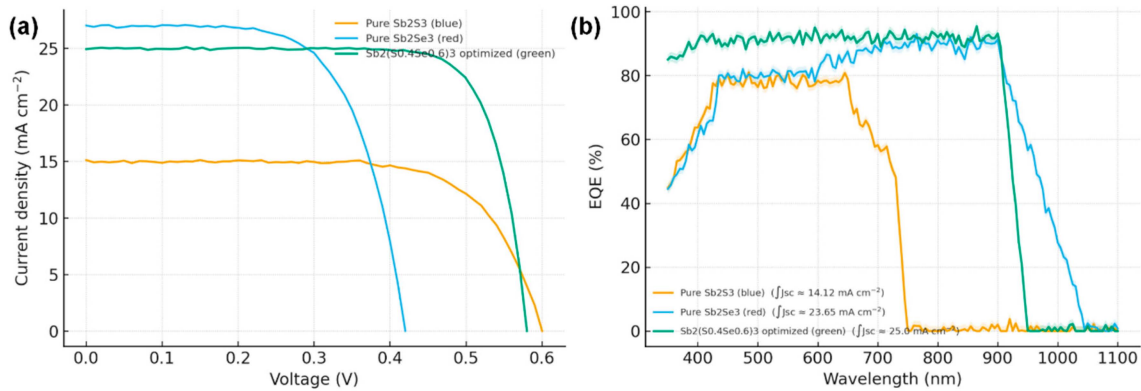 (a)
Current density (mA cm⁻²)
30
25
20
15
10
5
0
0.0 0.1 0.2 0.3 0.4 0.5 0.6
Voltage (V)
Pure Sb2S3 (blue)
Pure Sb2Se3 (red)
Sb2(S0.4Se0.6)3 optimized (green)
(b)
EQE (%)
100
80
60
40
20
0
400 500 600 700 800 900 1000 1100
Wavelength (nm)
Pure Sb2S3 (blue) (∫Jsc ≈ 14.12 mA cm⁻²)
Pure Sb2Se3 (red) (∫Jsc ≈ 23.65 mA cm⁻²)
Sb2(S0.4Se0.6)3 optimized (green) (∫Jsc ≈ 25.0 mA cm⁻²)